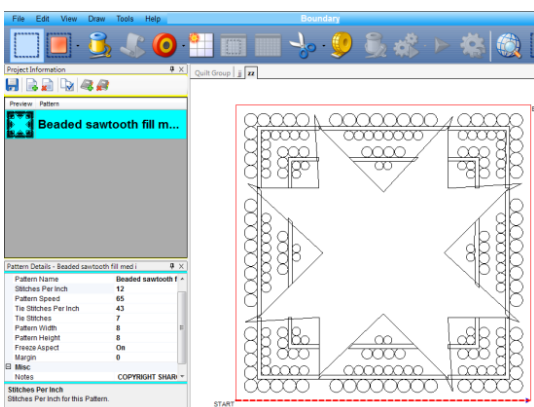 File Edit View Draw Tools Help Boundary
Project Information
Quilt Group jj zz
Preview Pattern
Beaded sawtooth fill m...
Pattern Details - Beaded sawtooth fill med i
Pattern Name Beaded sawtooth f
Stitches Per Inch 12
Pattern Speed 65
Tie Stitches Per Inch 43
Tie Stitches 7
Pattern Width 8
Pattern Height 8
Freeze Aspect On
Margin 0
Misc
Notes COPYRIGHT SHAR
Stitches Per Inch
Stitches Per Inch for this Pattern.
START